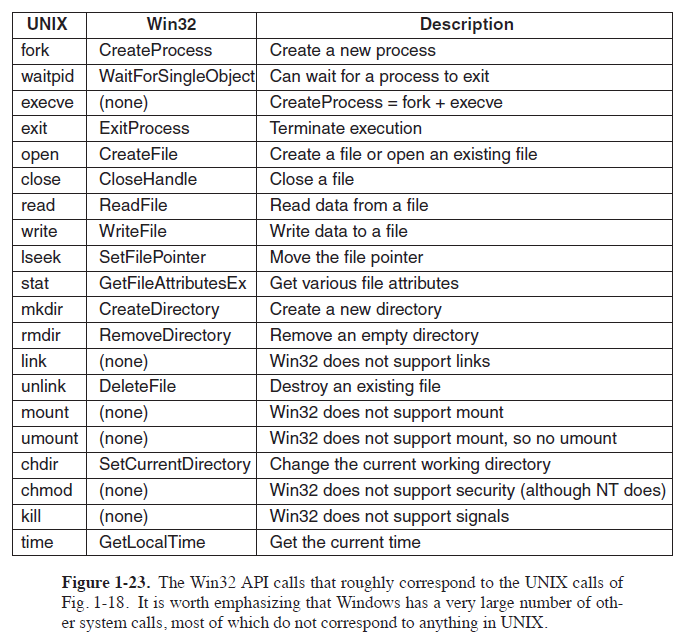 UNIX Win32 Description
fork CreateProcess Create a new process
waitpid WaitForSingleObject Can wait for a process to exit
execve (none) CreateProcess = fork + execve
exit ExitProcess Terminate execution
open CreateFile Create a file or open an existing file
close CloseHandle Close a file
read ReadFile Read data from a file
write WriteFile Write data to a file
lseek SetFilePointer Move the file pointer
stat GetFileAttributesEx Get various file attributes
mkdir CreateDirectory Create a new directory
rmdir RemoveDirectory Remove an empty directory
link (none) Win32 does not support links
unlink DeleteFile Destroy an existing file
mount (none) Win32 does not support mount
umount (none) Win32 does not support mount, so no umount
chdir SetCurrentDirectory Change the current working directory
chmod (none) Win32 does not support security (although NT does)
kill (none) Win32 does not support signals
time GetLocalTime Get the current time
Figure 1-23. The Win32 API calls that roughly correspond to the UNIX calls of
Fig. 1-18. It is worth emphasizing that Windows has a very large number of oth-
er system calls, most of which do not correspond to anything in UNIX.